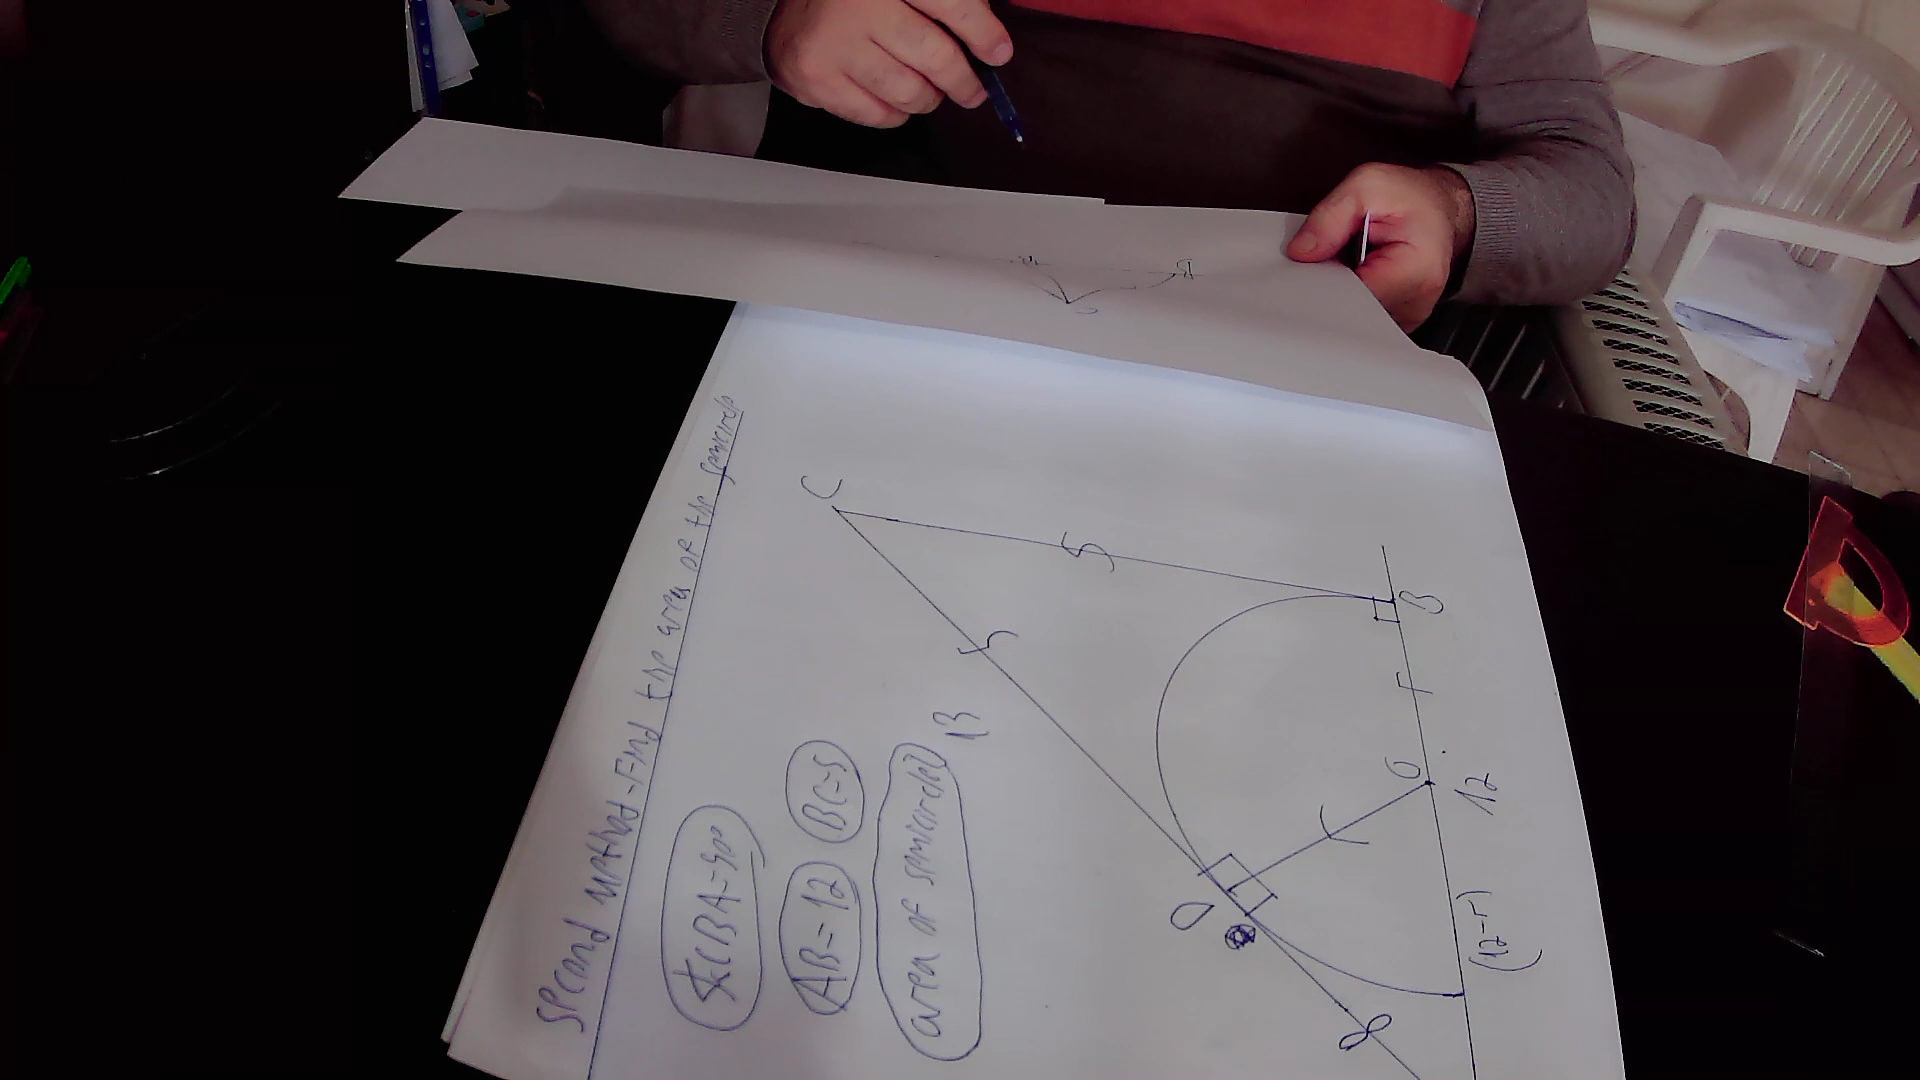 second method - Find the area of the semicircle
∢CBA=90
AB=12 BC=5
area of semicircle
13
C
5
B
5
r
O
12
r
D
(12-r)
8
B
C